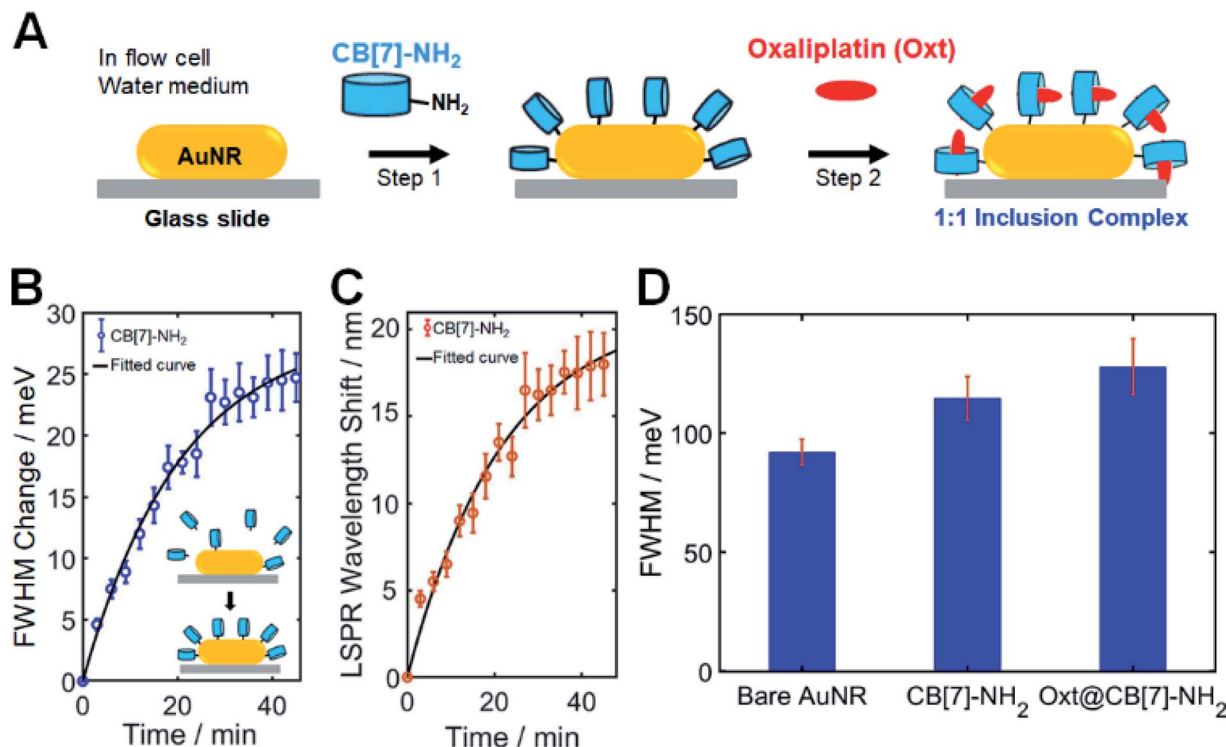 A
In flow cell
Water medium
CB[7]-NH₂
NH₂
Oxaliplatin (Oxt)
AuNR
Step 1
Step 2
Glass slide
1:1 Inclusion Complex
B
FWHM Change / meV
30
25
20
15
10
5
0
CB[7]-NH₂
Fitted curve
0 20 40
Time / min
C
LSPR Wavelength Shift / nm
20
15
10
5
0
CB[7]-NH₂
Fitted curve
0 20 40
Time / min
D
FWHM / meV
150
100
50
0
Bare AuNR CB[7]-NH₂ Oxt@CB[7]-NH₂